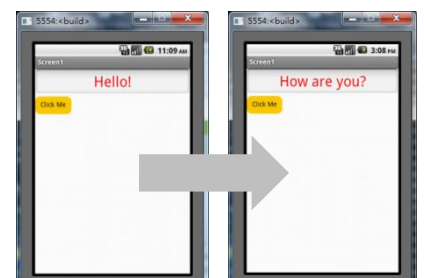 5554:<build>
11:09 AM
Screen1
Hello!
Click Me
5554:<build>
3:08 PM
Screen1
How are you?
Click Me